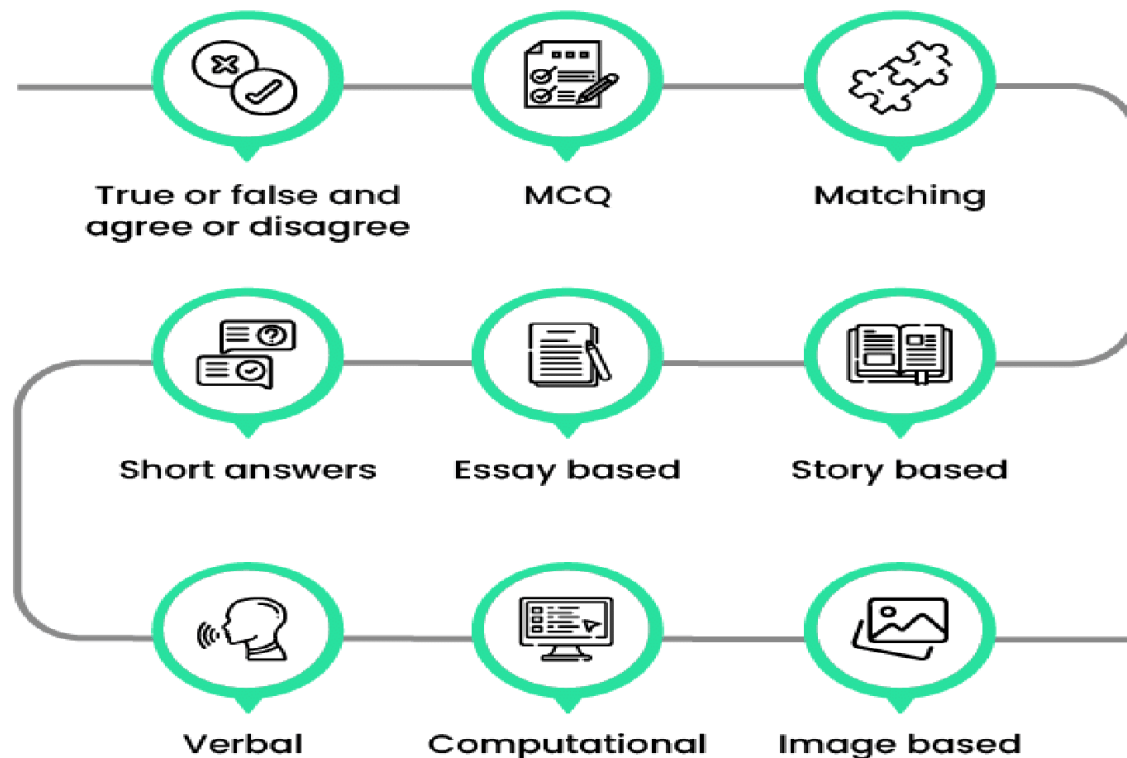 True or false and
agree or disagree
MCQ
Matching
Short answers
Essay based
Story based
Verbal
Computational
Image based